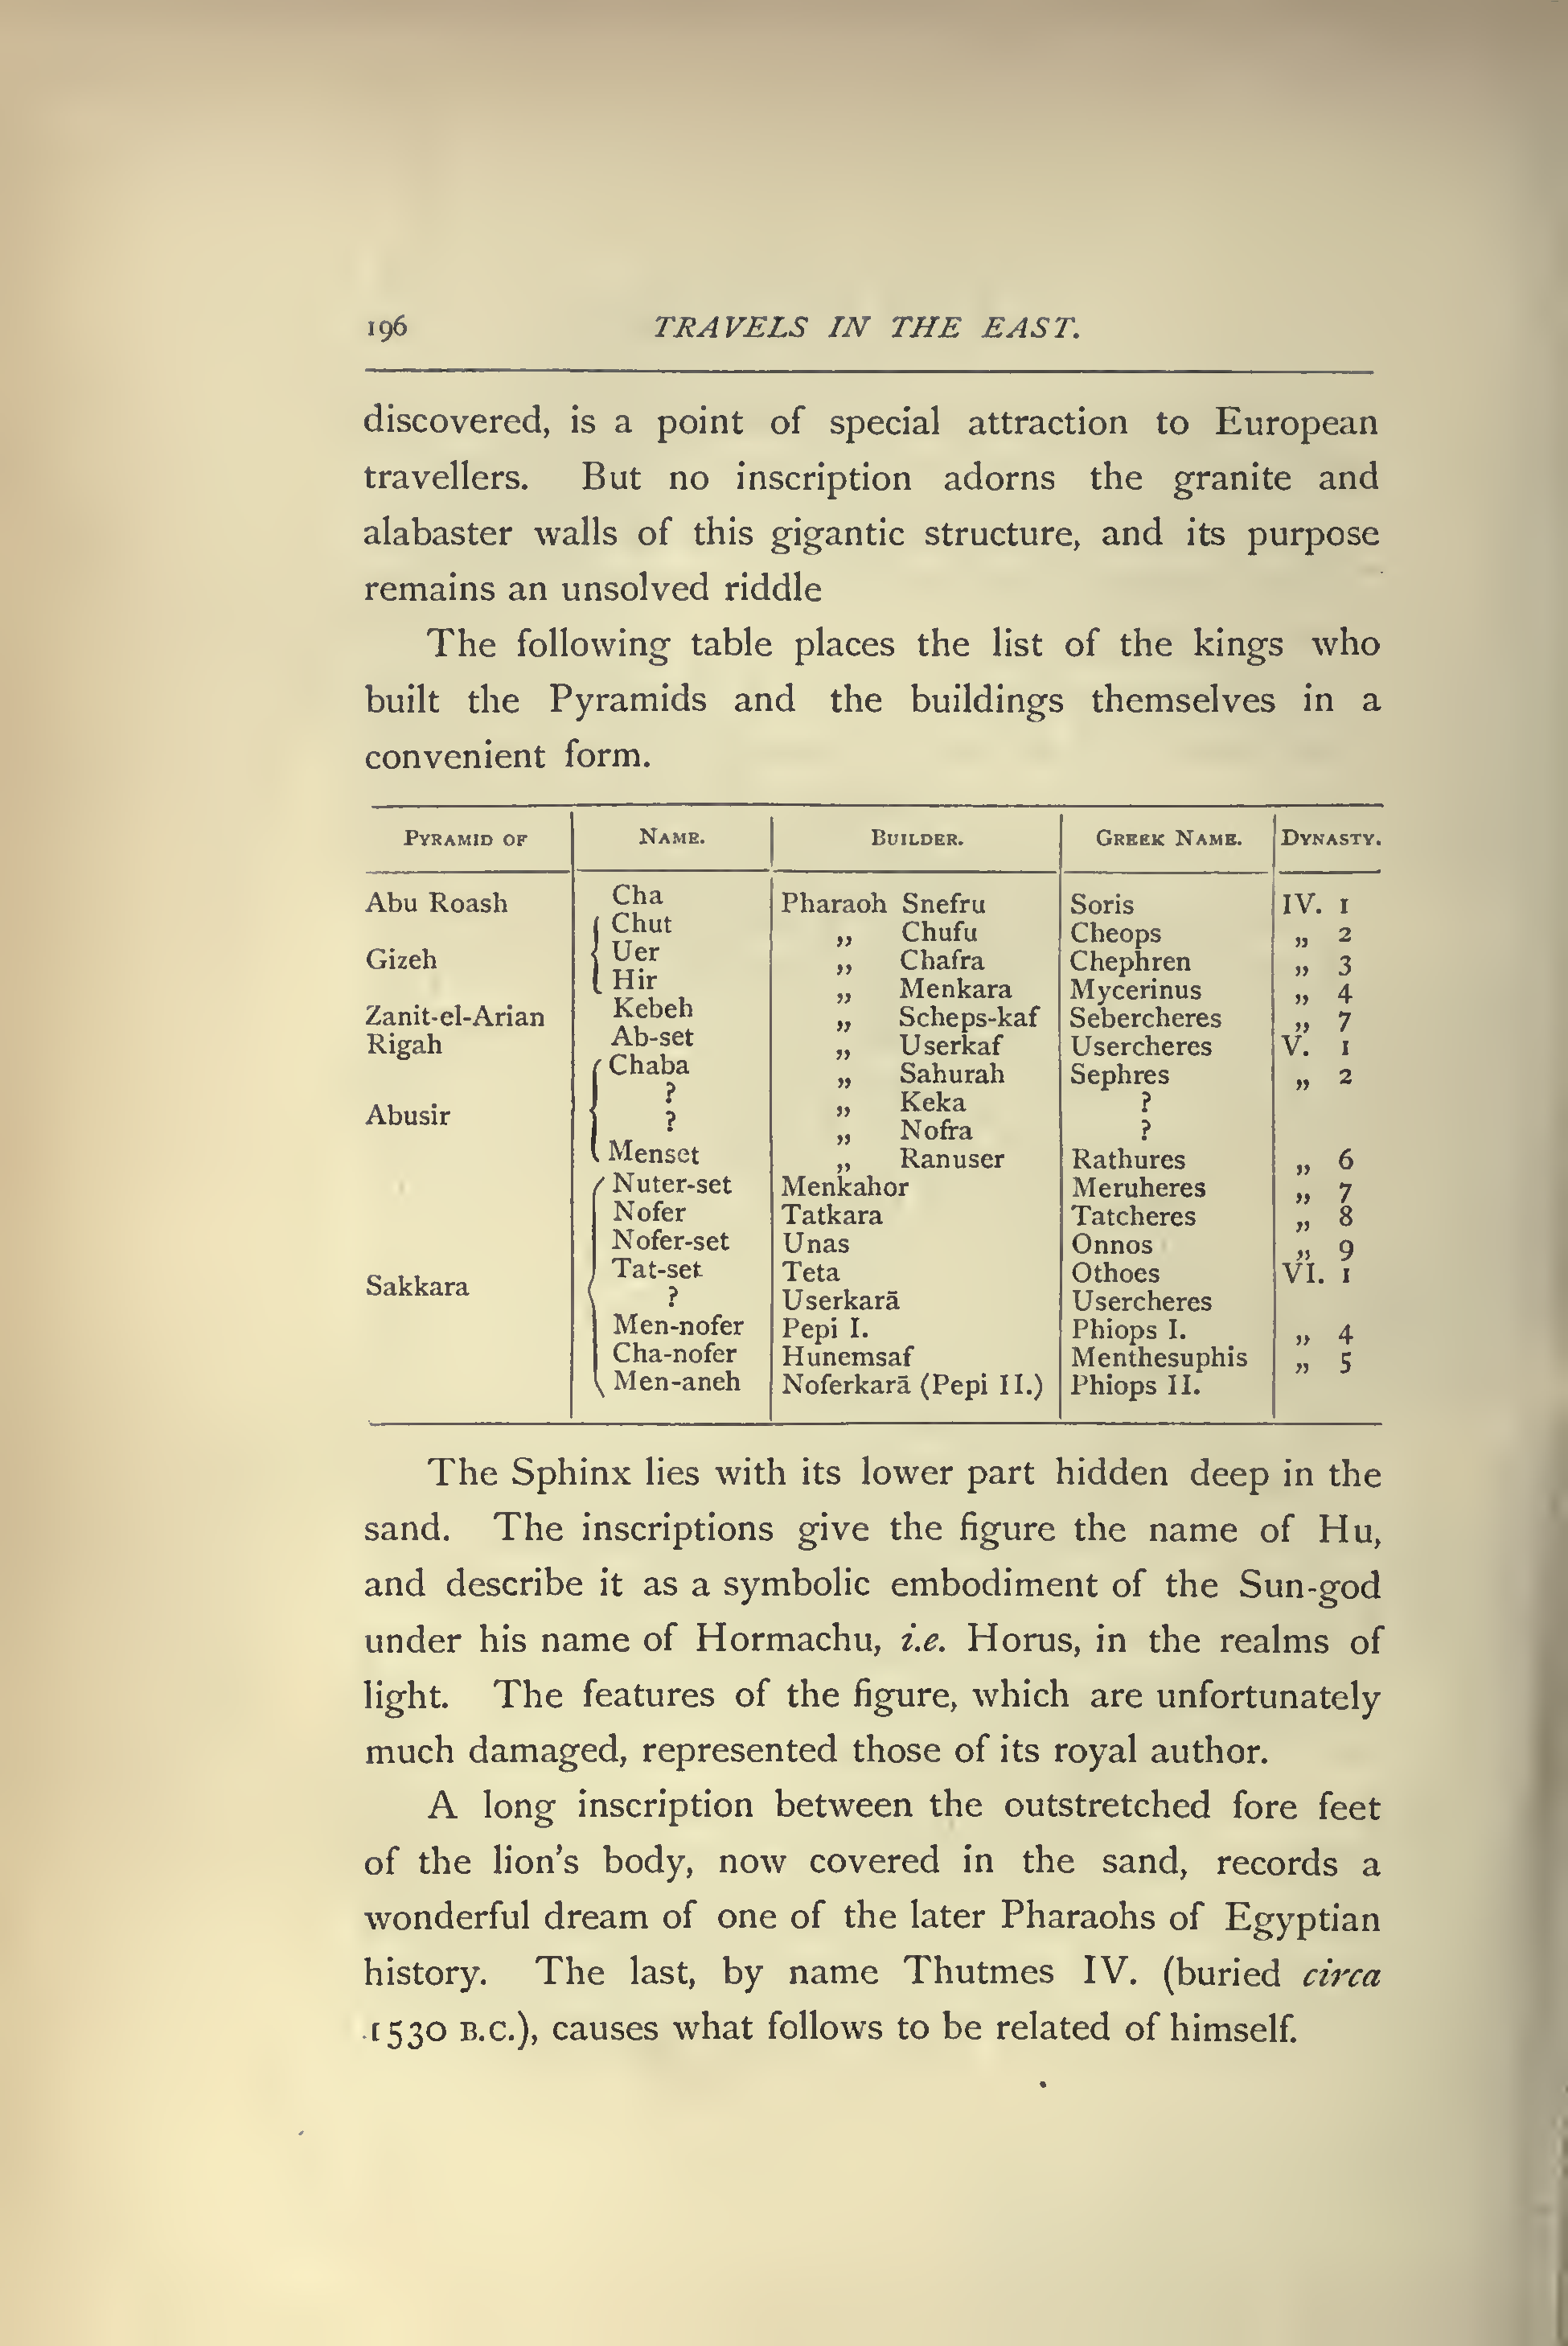 196 TRAVELS IN THE EAST.
discovered, is a point of special attraction to European
travellers. But no inscription adorns the granite and
alabaster walls of this gigantic structure, and its purpose
remains an unsolved riddle
The following table places the list of the kings who
built the Pyramids and the buildings themselves in a
convenient form.
PYRAMID OF NAME. BUILDER. GREEK NAME. DYNASTY.
Abu Roash Cha Pharaoh Snefru Soris IV. 1
Chut „ Chufu Cheops „ 2
Gizeh Uer „ Chafra Chephren „ 3
Hir „ Menkara Mycerinus „ 4
Zanit-el-Arian Kebeh „ Scheps-kaf Sebercheres „ 7
Rigah Ab-set „ Userkaf Usercheres V. 1
Chaba „ Sahurah Sephres „ 2
? „ Keka ?
Abusir ? „ Nofra ?
Menset „ Ranuser Rathures „ 6
Nuter-set Menkahor Meruheres „ 7
Nofer Tatkara Tatcheres „ 8
Nofer-set Unas Onnos „ 9
Tat-set Teta Othoes VI. 1
Sakkara ? Userkarā Usercheres
Men-nofer Pepi I. Phiops I. „ 4
Cha-nofer Hunemsaf Menthesuphis „ 5
Men-aneh Noferkarā (Pepi II.) Phiops II.
The Sphinx lies with its lower part hidden deep in the
sand. The inscriptions give the figure the name of Hu,
and describe it as a symbolic embodiment of the Sun-god
under his name of Hormachu, i.e. Horus, in the realms of
light. The features of the figure, which are unfortunately
much damaged, represented those of its royal author.
A long inscription between the outstretched fore feet
of the lion's body, now covered in the sand, records a
wonderful dream of one of the later Pharaohs of Egyptian
history. The last, by name Thutmes IV. (buried circa
1530 B.C.), causes what follows to be related of himself.